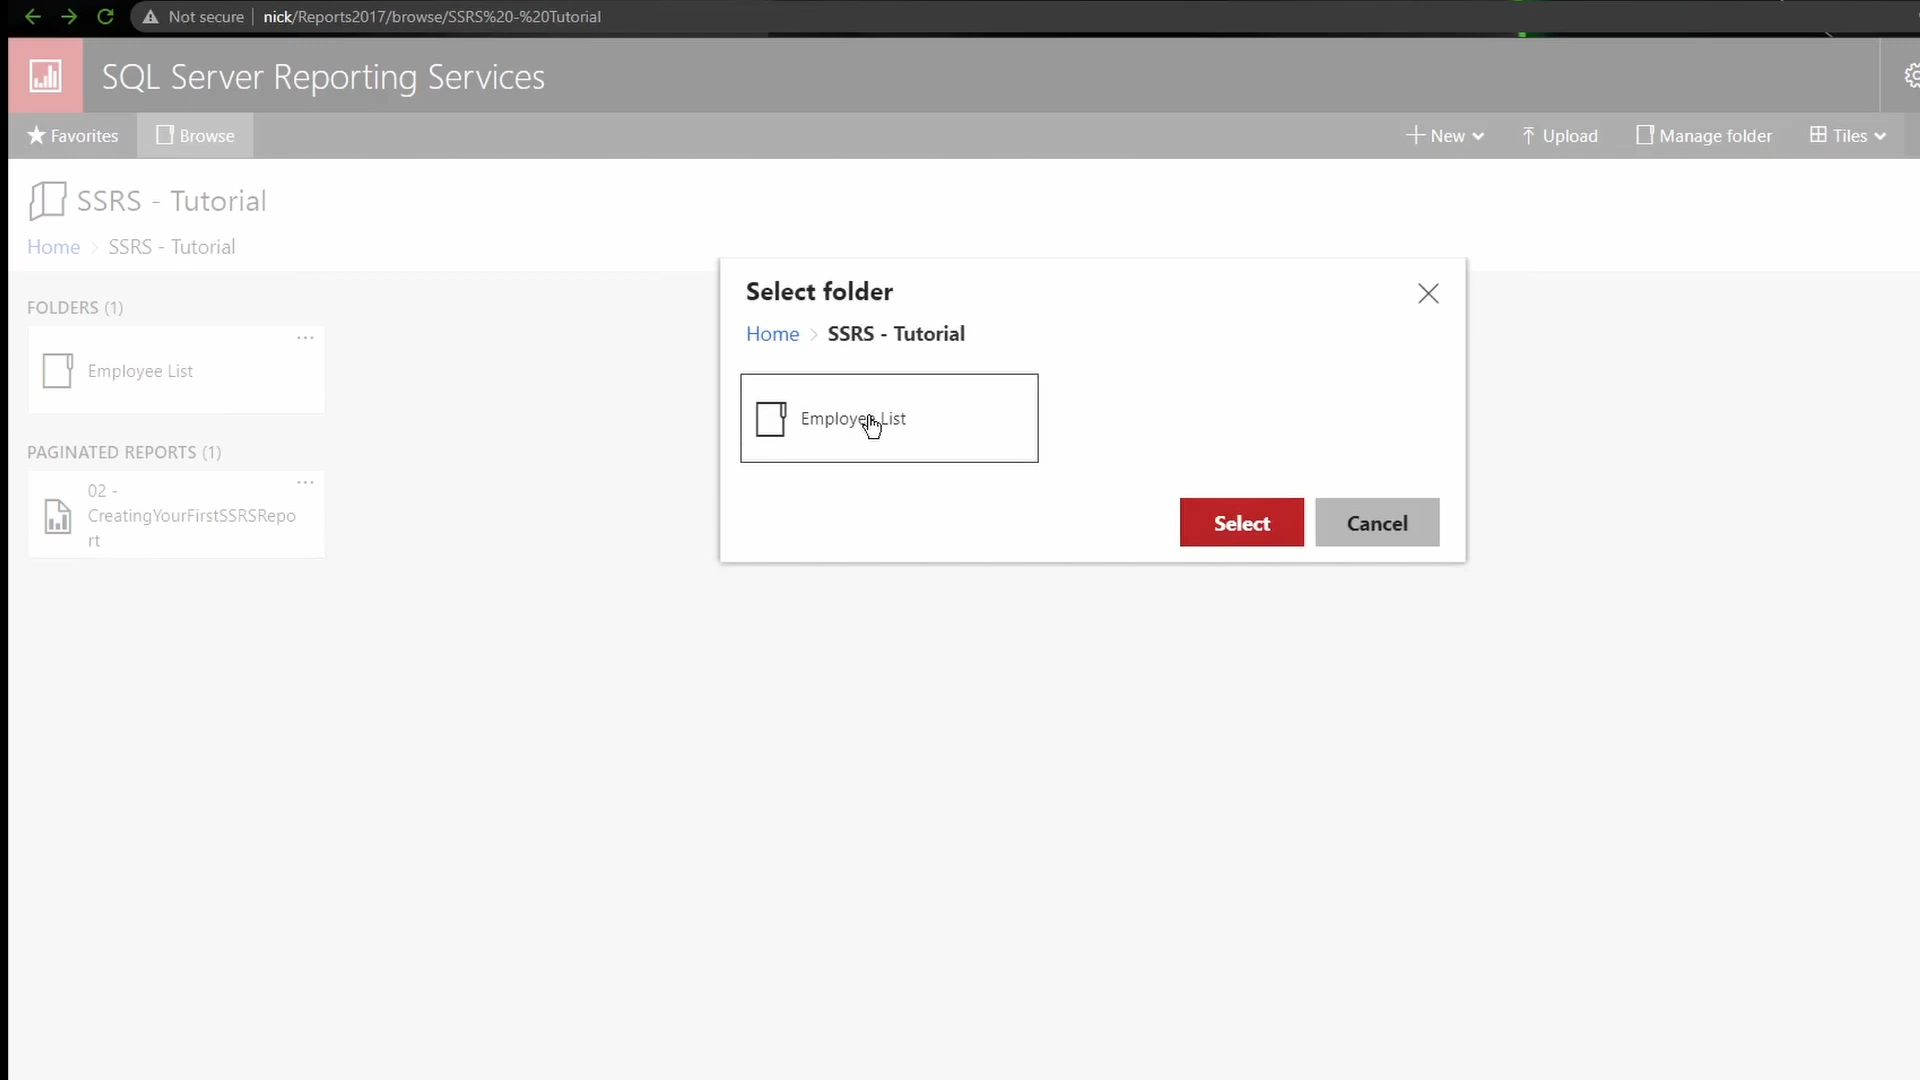 Not secure | nick/Reports2017/browse/SSRS%20-%20Tutorial
SQL Server Reporting Services
Favorites Browse New Upload Manage folder Tiles
SSRS - Tutorial
Home > SSRS - Tutorial
FOLDERS (1)
Employee List
PAGINATED REPORTS (1)
02 -
CreatingYourFirstSSRSRepo
rt
Select folder
Home > SSRS - Tutorial
Employee List
Select Cancel